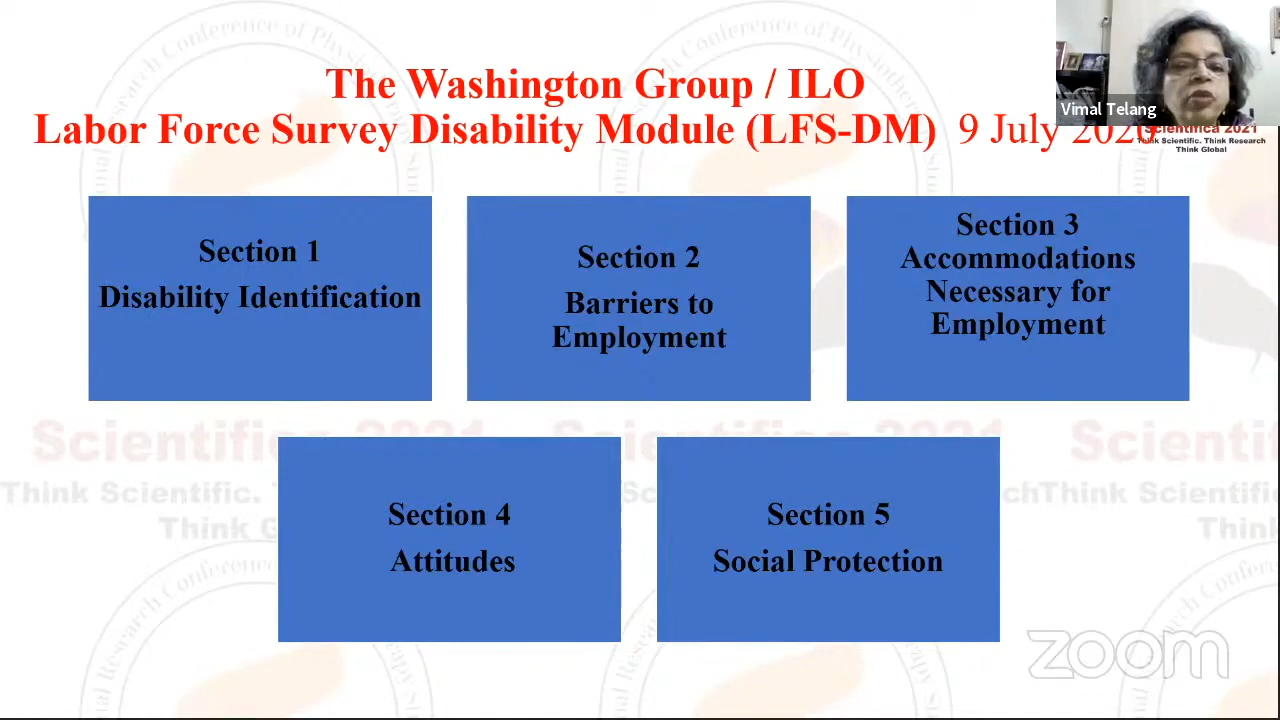 The Washington Group / ILO
Labor Force Survey Disability Module (LFS-DM) 9 July 2020
Vimal Telang
Scientifica 2021
Think Scientific. Think Research
Think Global
Section 1
Disability Identification
Section 2
Barriers to
Employment
Section 3
Accommodations
Necessary for
Employment
Section 4
Attitudes
Section 5
Social Protection
zoom